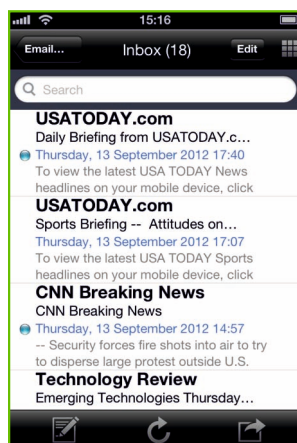 15:16
Email...
Inbox (18)
Edit
Search
USATODAY.com
Daily Briefing from USATODAY.c...
Thursday, 13 September 2012 17:40
To view the latest USA TODAY News
headlines on your mobile device, click
USATODAY.com
Sports Briefing -- Attitudes on...
Thursday, 13 September 2012 17:07
To view the latest USA TODAY Sports
headlines on your mobile device, click
CNN Breaking News
CNN Breaking News
Thursday, 13 September 2012 14:57
-- Security forces fire shots into air to try
to disperse large protest outside U.S.
Technology Review
Emerging Technologies Thursday...